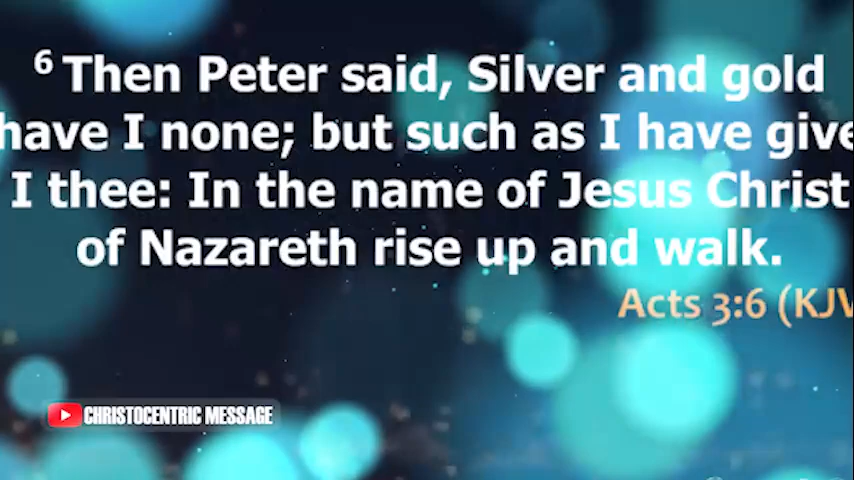 6 Then Peter said, Silver and gold
have I none; but such as I have give
I thee: In the name of Jesus Christ
of Nazareth rise up and walk.
Acts 3:6 (KJV
CHRISTOCENTRIC MESSAGE